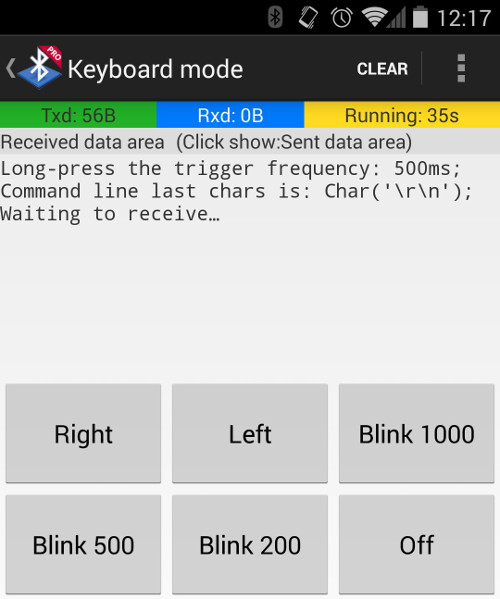 12:17
PRO
Keyboard mode
CLEAR
Txd: 56B Rxd: 0B Running: 35s
Received data area (Click show:Sent data area)
Long-press the trigger frequency: 500ms;
Command line last chars is: Char('\r\n');
Waiting to receive…
Right Left Blink 1000
Blink 500 Blink 200 Off